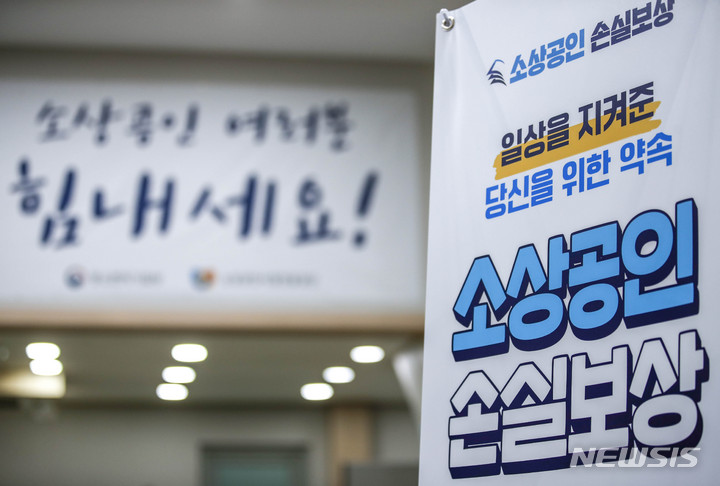 소상공인 여러분
힘내세요!
소상공인 손실보상
일상을 지켜준
당신을 위한 약속
소상공인
손실보상
NEWSIS